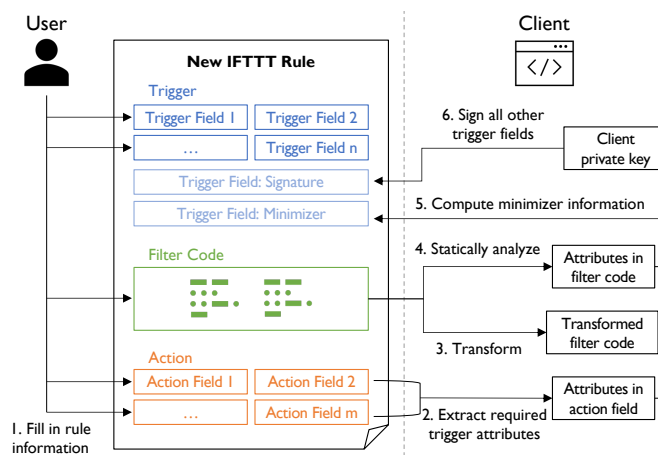 User
Client
New IFTTT Rule
</>
Trigger
Trigger Field 1
Trigger Field 2
...
Trigger Field n
Trigger Field: Signature
Trigger Field: Minimizer
6. Sign all other
trigger fields
Client
private key
5. Compute minimizer information
Filter Code
4. Statically analyze
Attributes in
filter code
3. Transform
Transformed
filter code
Action
Action Field 1
Action Field 2
...
Action Field m
2. Extract required
trigger attributes
Attributes in
action field
1. Fill in rule
information